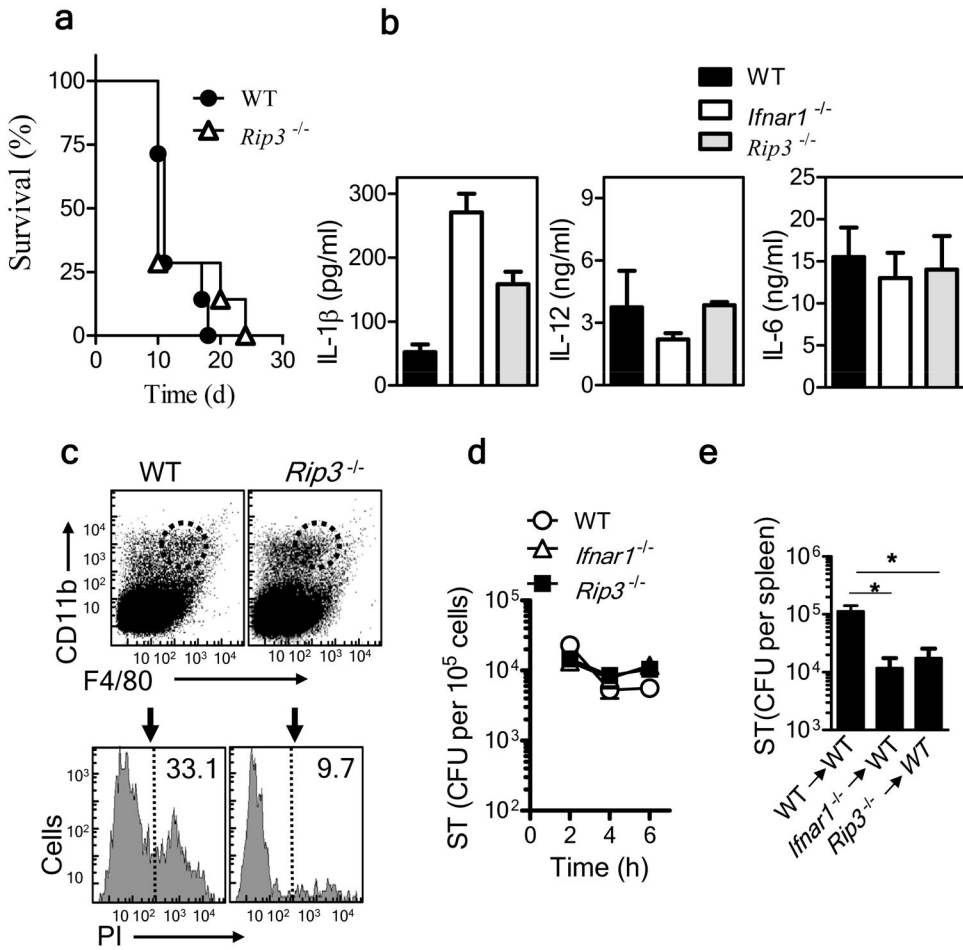 a
100
75
50
25
0
Survival (%)
0 10 20 30
Time (d)
WT
Rip3 -/-
b
WT
Ifnar1 -/-
Rip3 -/-
300
200
100
0
IL-1β (pg/ml)
9
6
3
0
IL-12 (ng/ml)
25
20
15
10
5
0
IL-6 (ng/ml)
c
WT
Rip3 -/-
10⁴
10³
10²
10
CD11b
10 10² 10³ 10⁴
10 10² 10³ 10⁴
F4/80
33.1
9.7
10³
10²
10
Cells
10 10² 10³ 10⁴
10 10² 10³ 10⁴
PI
d
WT
Ifnar1 -/-
Rip3 -/-
10⁵
10⁴
10³
10²
ST (CFU per 10⁵ cells)
0 2 4 6
Time (h)
e
10⁶
10⁵
10⁴
10³
ST(CFU per spleen)
*
*
WT→WT
Ifnar1 -/-→WT
Rip3 -/-→WT